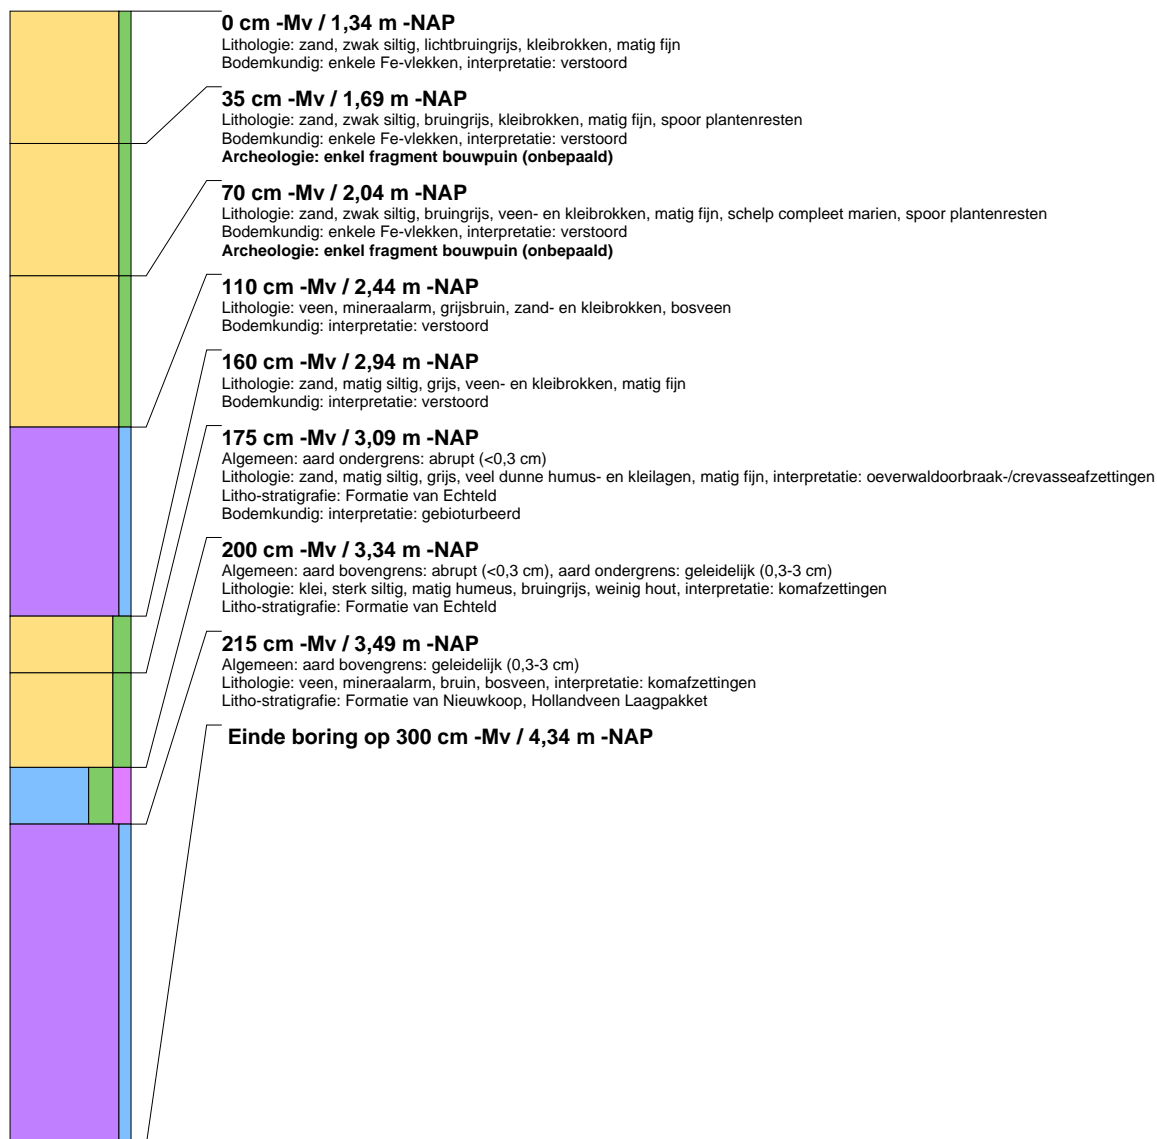 0 cm -Mv / 1,34 m -NAP
Lithologie: zand, zwak siltig, lichtbruingrijs, kleibrokken, matig fijn
Bodemkundig: enkele Fe-vlekken, interpretatie: verstoord
35 cm -Mv / 1,69 m -NAP
Lithologie: zand, zwak siltig, bruingrijs, kleibrokken, matig fijn, spoor plantenresten
Bodemkundig: enkele Fe-vlekken, interpretatie: verstoord
Archeologie: enkel fragment bouwpuin (onbepaald)
70 cm -Mv / 2,04 m -NAP
Lithologie: zand, zwak siltig, bruingrijs, veen- en kleibrokken, matig fijn, schelp compleet marien, spoor plantenresten
Bodemkundig: enkele Fe-vlekken, interpretatie: verstoord
Archeologie: enkel fragment bouwpuin (onbepaald)
110 cm -Mv / 2,44 m -NAP
Lithologie: veen, mineraalarm, grijsbruin, zand- en kleibrokken, bosveen
Bodemkundig: interpretatie: verstoord
160 cm -Mv / 2,94 m -NAP
Lithologie: zand, matig siltig, grijs, veen- en kleibrokken, matig fijn
Bodemkundig: interpretatie: verstoord
175 cm -Mv / 3,09 m -NAP
Algemeen: aard ondergrens: abrupt (<0,3 cm)
Lithologie: zand, matig siltig, grijs, veel dunne humus- en kleilagen, matig fijn, interpretatie: oeverwaldoorbraak-/crevasseafzettingen
Litho-stratigrafie: Formatie van Echteld
Bodemkundig: interpretatie: gebioturbeerd
200 cm -Mv / 3,34 m -NAP
Algemeen: aard bovengrens: abrupt (<0,3 cm), aard ondergrens: geleidelijk (0,3-3 cm)
Lithologie: klei, sterk siltig, matig humeus, bruingrijs, weinig hout, interpretatie: komafzettingen
Litho-stratigrafie: Formatie van Echteld
215 cm -Mv / 3,49 m -NAP
Algemeen: aard bovengrens: geleidelijk (0,3-3 cm)
Lithologie: veen, mineraalarm, bruin, bosveen, interpretatie: komafzettingen
Litho-stratigrafie: Formatie van Nieuwkoop, Hollandveen Laagpakket
Einde boring op 300 cm -Mv / 4,34 m -NAP